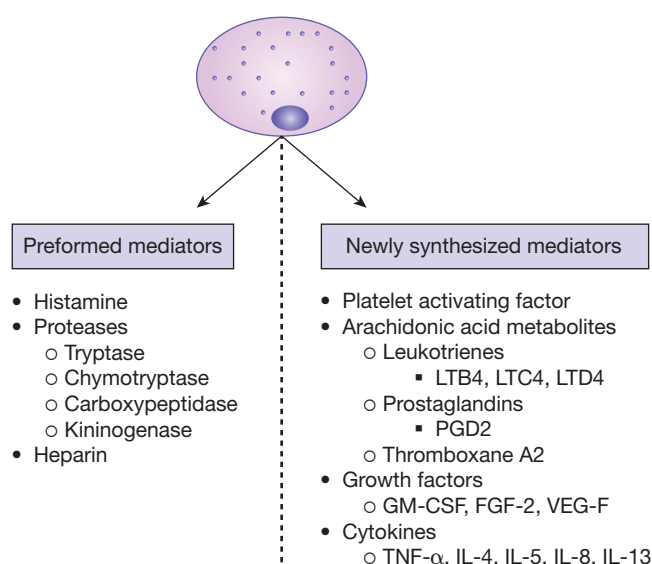 Preformed mediators
• Histamine
• Proteases
○ Tryptase
○ Chymotryptase
○ Carboxypeptidase
○ Kininogenase
• Heparin
Newly synthesized mediators
• Platelet activating factor
• Arachidonic acid metabolites
○ Leukotrienes
▪ LTB4, LTC4, LTD4
○ Prostaglandins
▪ PGD2
○ Thromboxane A2
• Growth factors
○ GM-CSF, FGF-2, VEG-F
• Cytokines
○ TNF-α, IL-4, IL-5, IL-8, IL-13